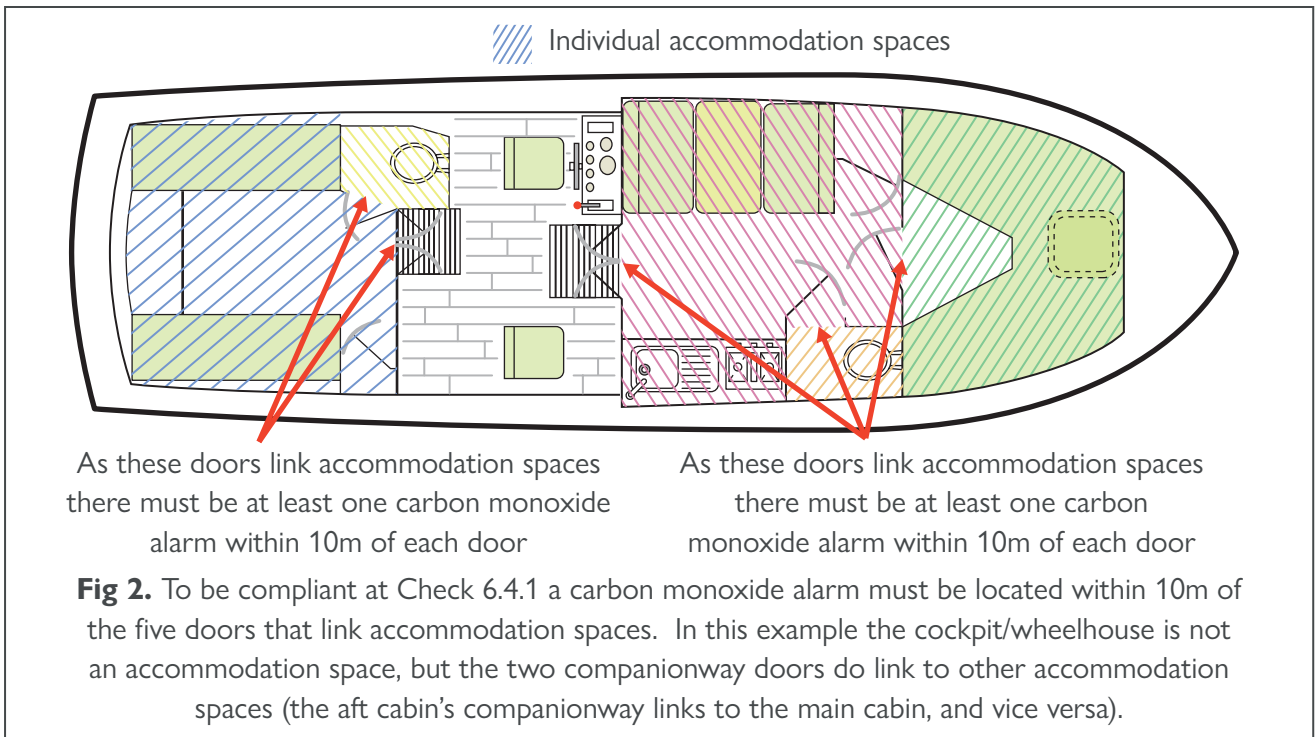 Individual accommodation spaces
As these doors link accommodation spaces
there must be at least one carbon monoxide
alarm within 10m of each door
As these doors link accommodation spaces
there must be at least one carbon
monoxide alarm within 10m of each door
Fig 2. To be compliant at Check 6.4.1 a carbon monoxide alarm must be located within 10m of
the five doors that link accommodation spaces. In this example the cockpit/wheelhouse is not
an accommodation space, but the two companionway doors do link to other accommodation
spaces (the aft cabin's companionway links to the main cabin, and vice versa).